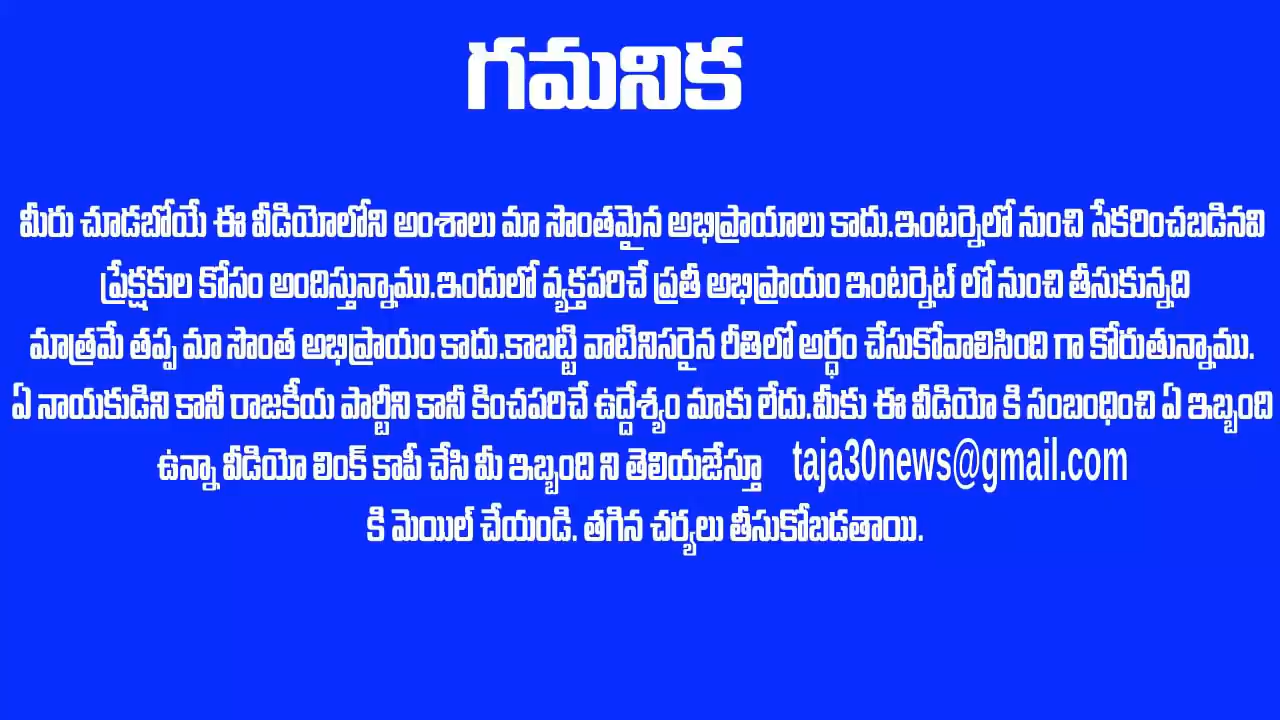 గమనిక
మీరు చూడబోయే ఈ వీడియోలోని అంశాలు మా సొంతమైన అభిప్రాయాలు కాదు.ఇంటర్నెలో నుంచి సేకరించబడినవి
ప్రేక్షకుల కోసం అందిస్తున్నాము.ఇందులో వ్యక్తపరిచే ప్రతీ అభిప్రాయం ఇంటర్నెట్ లో నుంచి తీసుకున్నది
మాత్రమే తప్ప మా సొంత అభిప్రాయం కాదు.కాబట్టి వాటినిసరైన రీతిలో అర్ధం చేసుకోవాలిసింది గా కోరుతున్నాము.
ఏ నాయకుడిని కానీ రాజకీయ పార్టీని కానీ కించపరిచే ఉద్దేశ్యం మాకు లేదు.మీకు ఈ వీడియో కి సంబంధించి ఏ ఇబ్బంది
ఉన్నా వీడియో లింక్ కాపీ చేసి మీ ఇబ్బంది ని తెలియజేస్తూ taja30news@gmail.com
కి మెయిల్ చేయండి. తగిన చర్యలు తీసుకోబడతాయి.